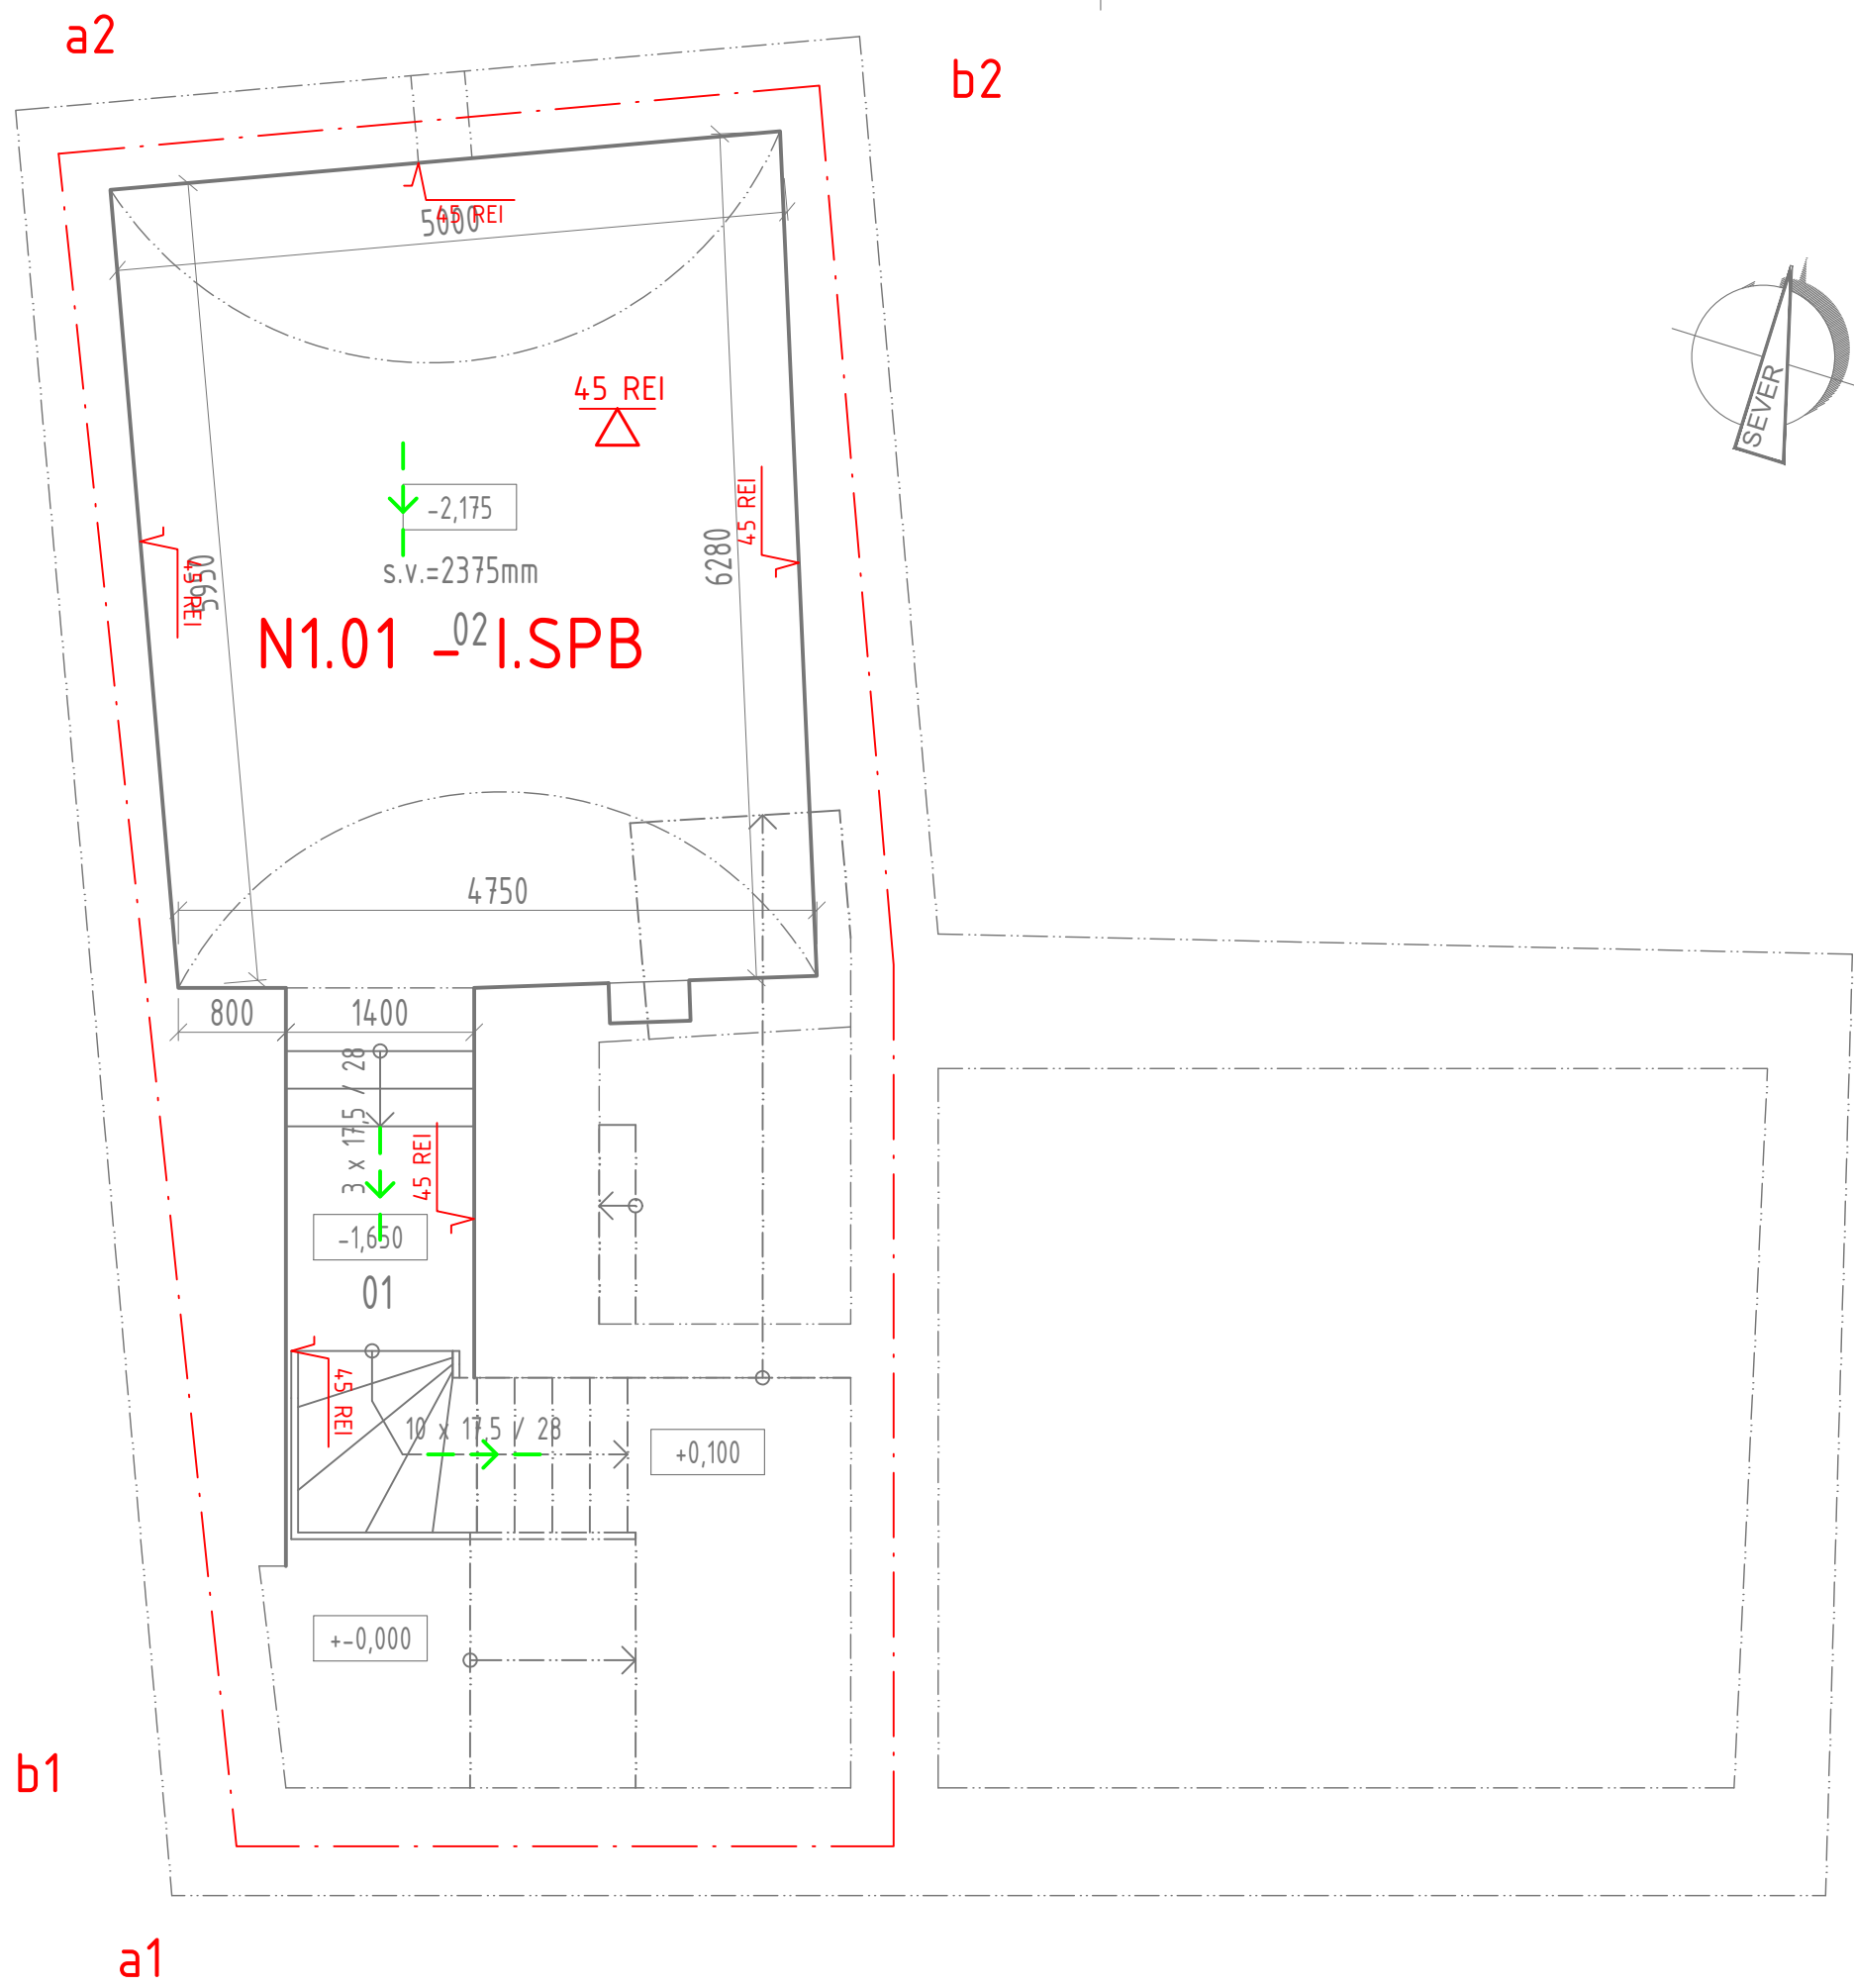 a2
b2
45 REI
5000
45 REI
SEVER
-2,175
45 REI
s.v.=2375mm
5950
45 REI
6280
02
N1.01 - I.SPB
4750
800
1400
3 x 17,5 / 28
45 REI
-1,650
01
45 REI
10 x 17,5 / 28
+0,100
+-0,000
b1
a1